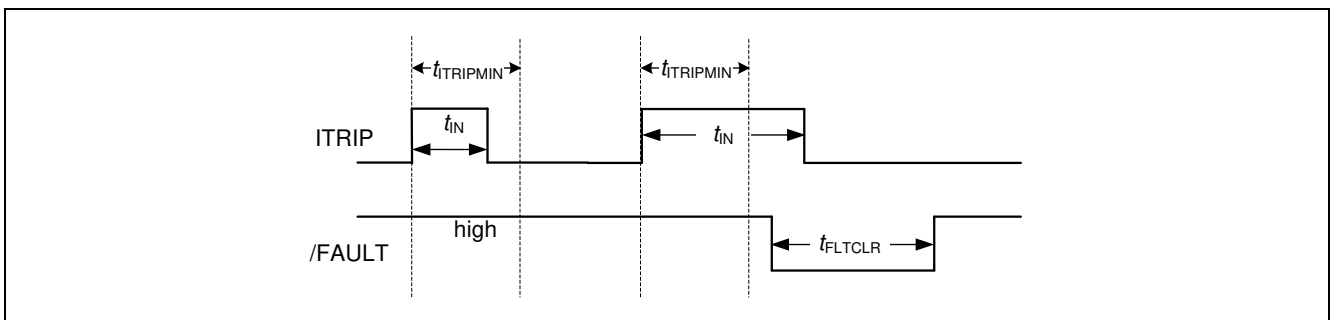 tITRIPMIN tITRIPMIN
ITRIP tIN tIN
high
/FAULT tFLTCLR